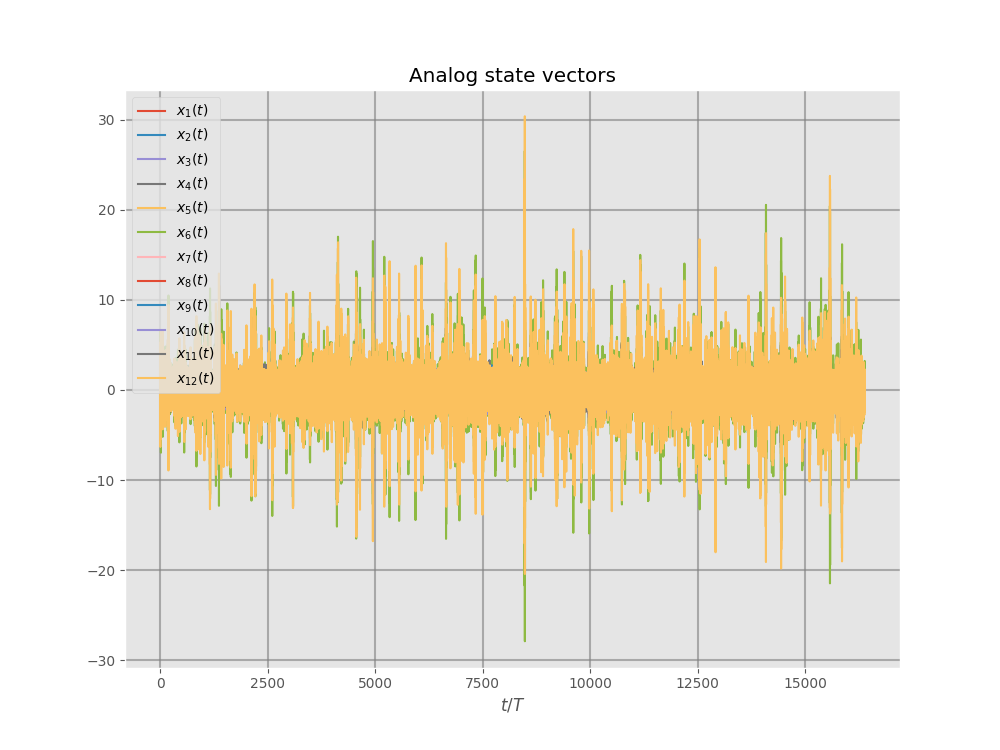 Analog state vectors
30
20
10
0
−10
−20
−30
x₁(t)
x₂(t)
x₃(t)
x₄(t)
x₅(t)
x₆(t)
x₇(t)
x₈(t)
x₉(t)
x₁₀(t)
x₁₁(t)
x₁₂(t)
0 2500 5000 7500 10000 12500 15000
t/T